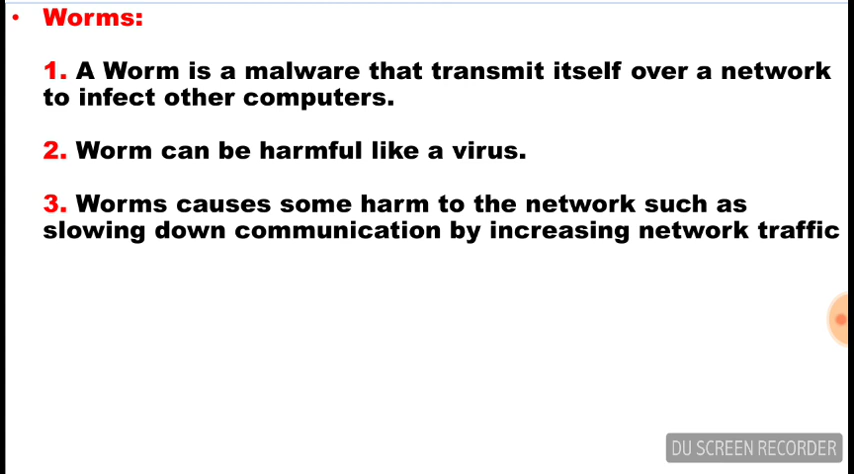 • Worms:
1. A Worm is a malware that transmit itself over a network
to infect other computers.
2. Worm can be harmful like a virus.
3. Worms causes some harm to the network such as
slowing down communication by increasing network traffic
DU SCREEN RECORDER